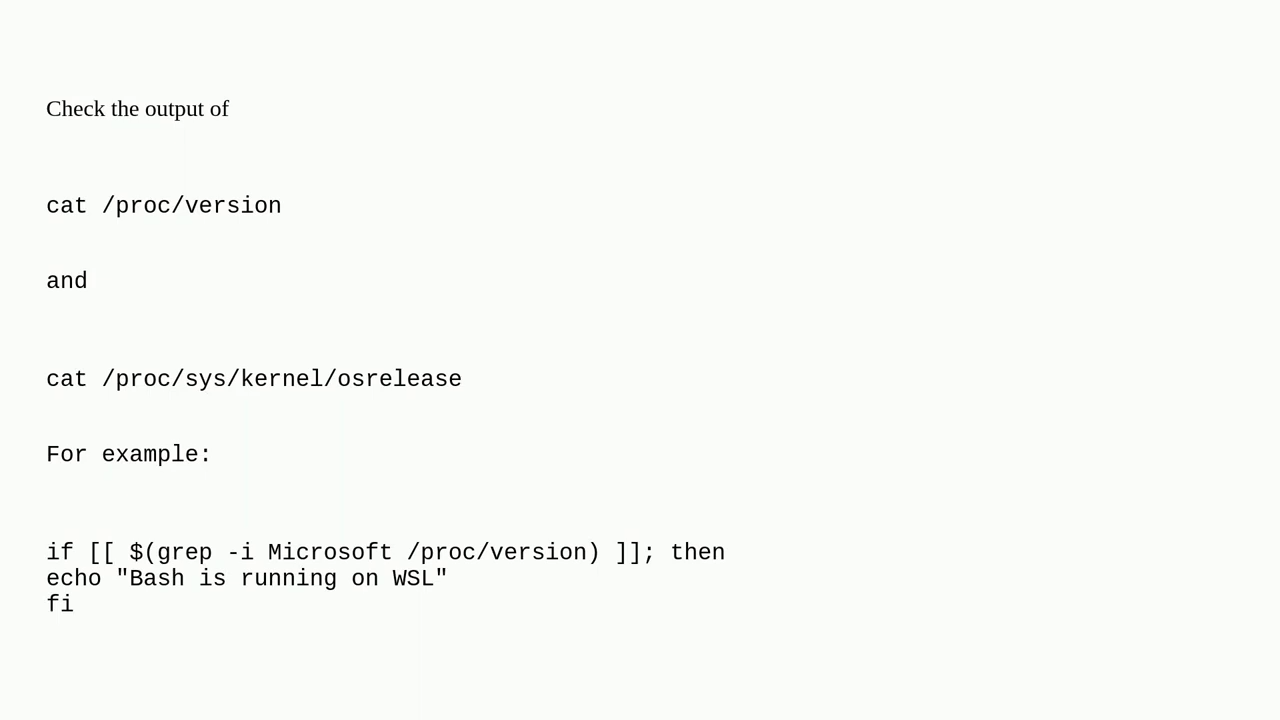 Check the output of
cat /proc/version
and
cat /proc/sys/kernel/osrelease
For example:
if [[ $(grep -i Microsoft /proc/version) ]]; then
echo "Bash is running on WSL"
fi